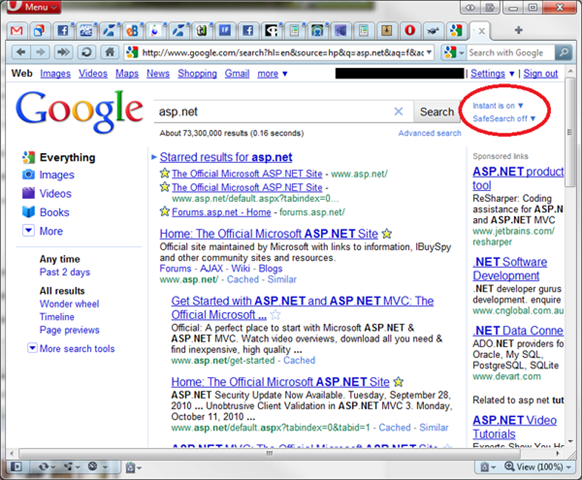 Menu
http://www.google.com/search?hl=en&source=hp&q=asp.net&aq=f&
Search with Google
Web Images Videos Maps News Shopping Gmail more ▼
| Settings ▼ | Sign out
Google
asp.net
Search
Instant is on ▼
SafeSearch off ▼
About 73,300,000 results (0.16 seconds)
Advanced search
Everything
Images
Videos
Books
More
Any time
Past 2 days
All results
Wonder wheel
Timeline
Page previews
More search tools
Starred results for asp.net
The Official Microsoft ASP.NET Site - www.asp.net/
The Official Microsoft ASP.NET Site -
www.asp.net/default.aspx?tabindex=0...
Forums.asp.net - Home - forums.asp.net/
Home: The Official Microsoft ASP.NET Site
Official site maintained by Microsoft with links to information, IBuySpy
and other community sites and resources.
Forums - AJAX - Wiki - Blogs
www.asp.net/ - Cached - Similar
Get Started with ASP.NET and ASP.NET MVC: The
Official Microsoft ...
Official: A perfect place to start with Microsoft ASP.NET &
ASP.NET MVC. Watch video overviews, download all you need &
find inexpensive, high quality ...
www.asp.net/get-started - Cached
Home: The Official Microsoft ASP.NET Site
ASP.NET Security Update Now Available. Tuesday, September 28,
2010 ... Unobtrusive Client Validation in ASP.NET MVC 3. Monday,
October 11, 2010 ...
www.asp.net/default.aspx?tabindex=0&tabid=1 - Cached - Similar
Sponsored links
ASP.NET product
tool
ReSharper: Coding
assistance for ASP.N
and ASP.NET MVC
www.jetbrains.com/
resharper
.NET Software
Development
.NET developer gurus
development. enquire
www.cnglobal.com.au
.NET Data Conne
ADO.NET providers fo
Oracle, My SQL,
PostgreSQL, SQLite
www.devart.com
Related to asp net tut
ASP.NET Video
Tutorials
View (100%)